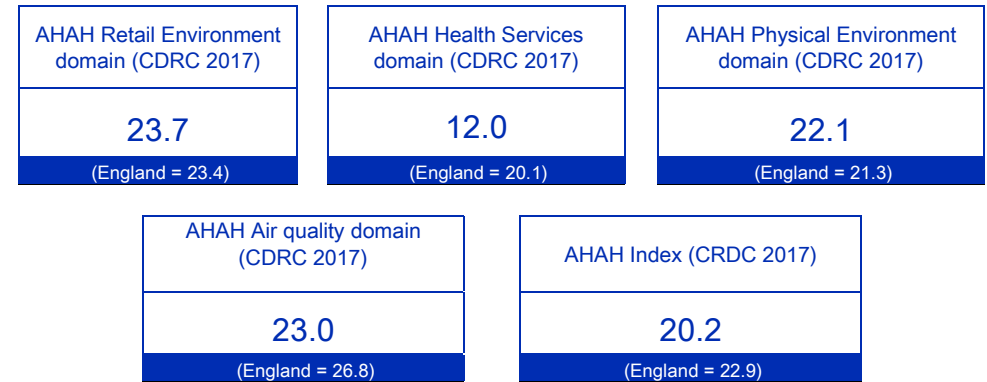 AHAH Retail Environment
domain (CDRC 2017)
23.7
(England = 23.4)
AHAH Health Services
domain (CDRC 2017)
12.0
(England = 20.1)
AHAH Physical Environment
domain (CDRC 2017)
22.1
(England = 21.3)
AHAH Air quality domain
(CDRC 2017)
23.0
(England = 26.8)
AHAH Index (CRDC 2017)
20.2
(England = 22.9)